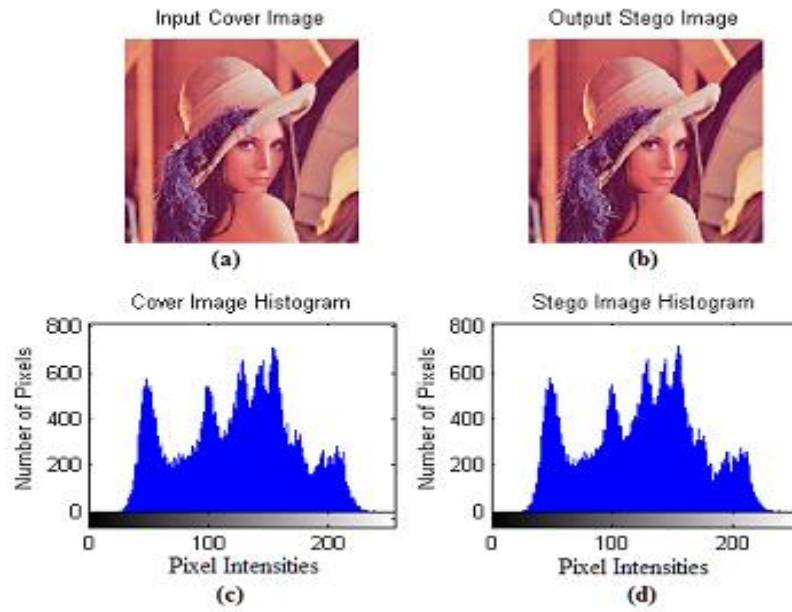 Input Cover Image
Output Stego Image
(a)
(b)
Cover Image Histogram
Stego Image Histogram
800
600
400
200
0
Number of Pixels
0 100 200
Pixel Intensities
(c)
800
600
400
200
0
Number of Pixels
0 100 200
Pixel Intensities
(d)